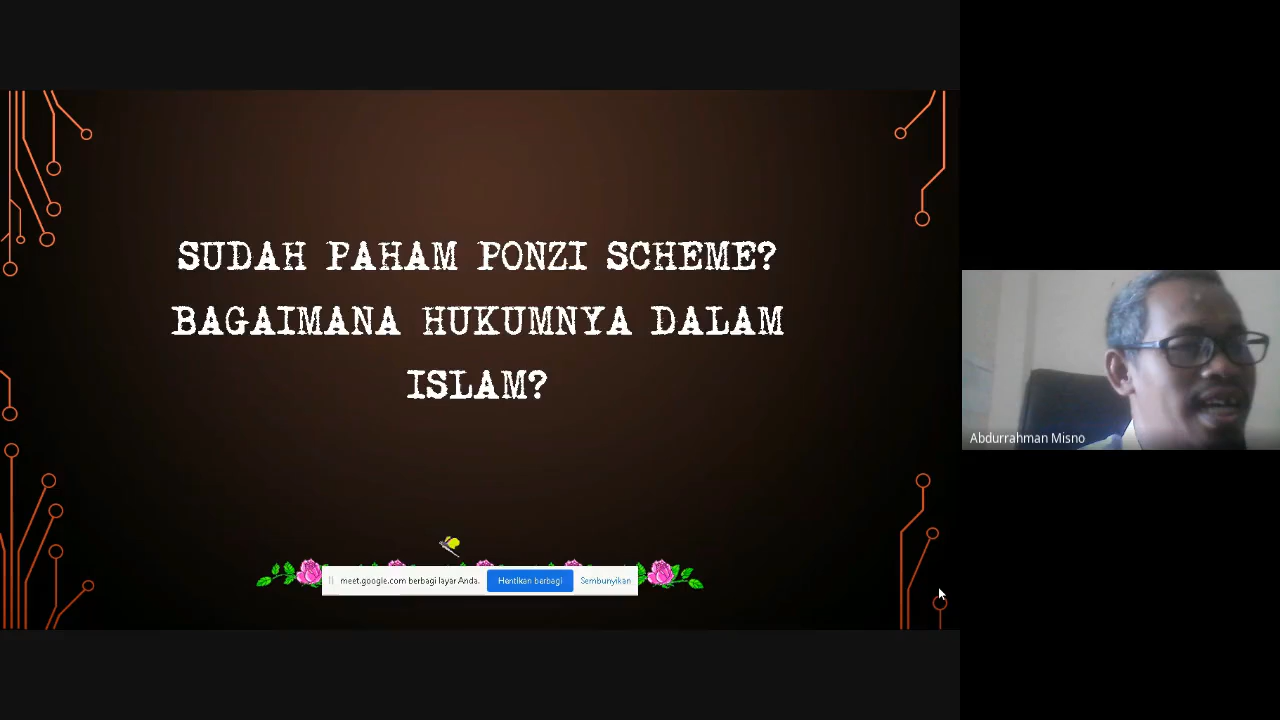 SUDAH PAHAM PONZI SCHEME?
BAGAIMANA HUKUMNYA DALAM
ISLAM?
meet.google.com berbagi layar Anda.
Hentikan berbagi
Sembunyikan
Abdurrahman Misno